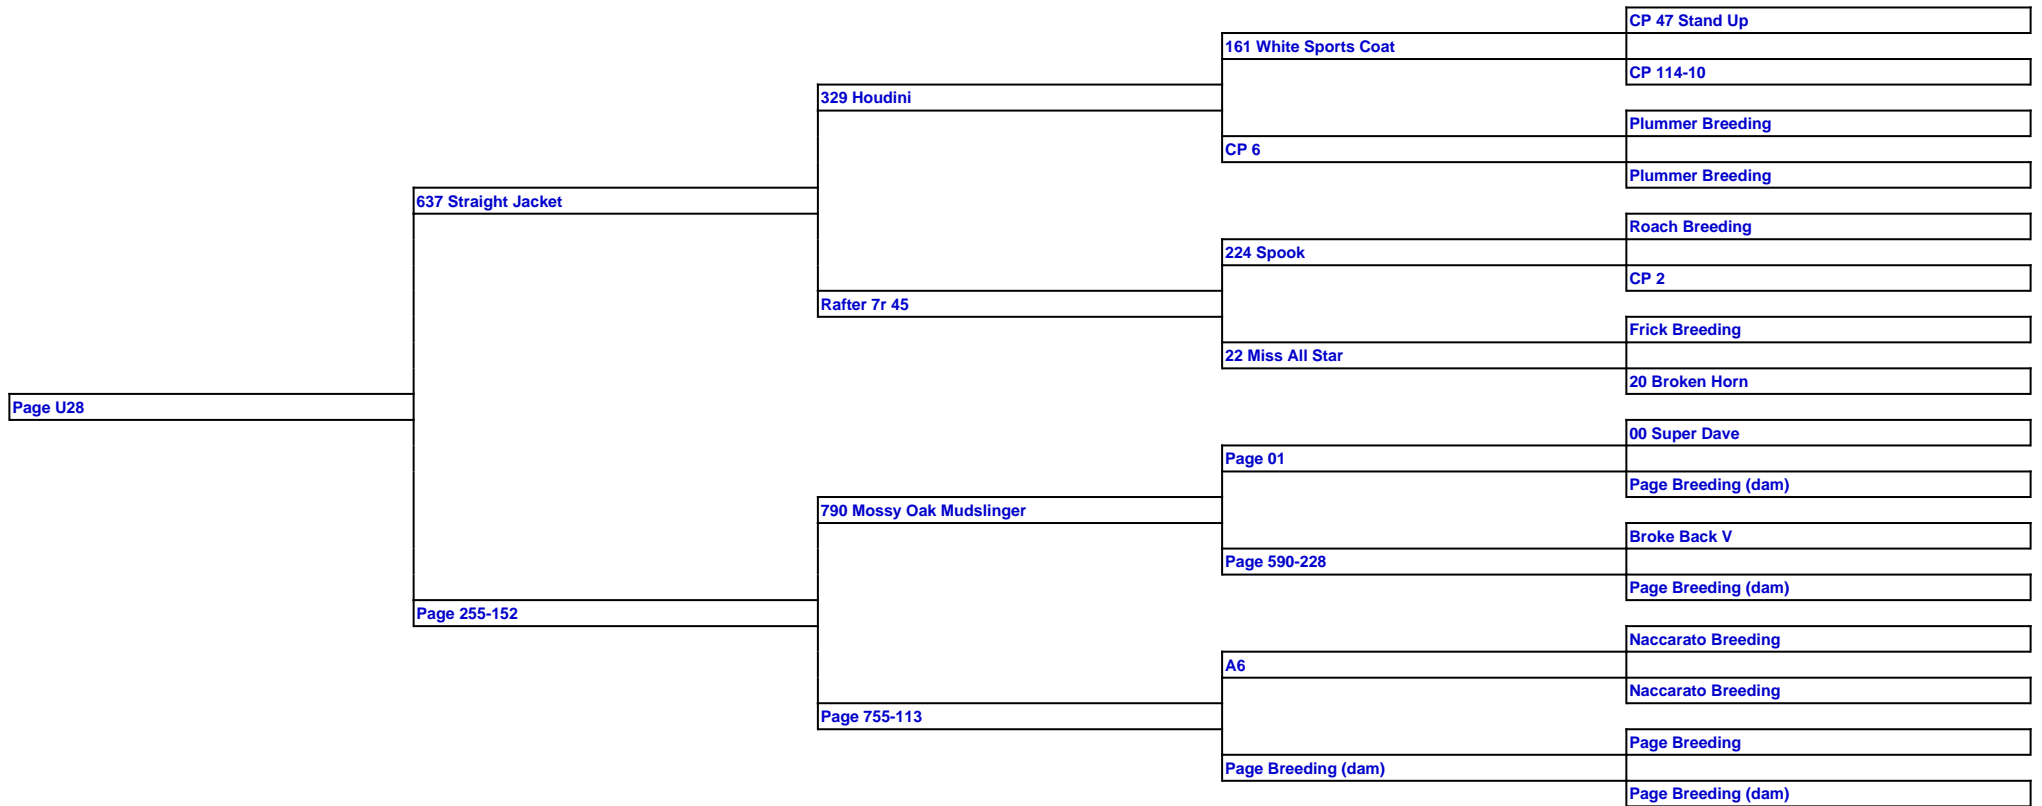 CP 47 Stand Up
161 White Sports Coat
CP 114-10
329 Houdini
Plummer Breeding
CP 6
Plummer Breeding
637 Straight Jacket
Roach Breeding
224 Spook
CP 2
Rafter 7r 45
Frick Breeding
22 Miss All Star
20 Broken Horn
Page U28
00 Super Dave
Page 01
Page Breeding (dam)
790 Mossy Oak Mudslinger
Broke Back V
Page 590-228
Page Breeding (dam)
Page 255-152
Naccarato Breeding
A6
Naccarato Breeding
Page 755-113
Page Breeding
Page Breeding (dam)
Page Breeding (dam)